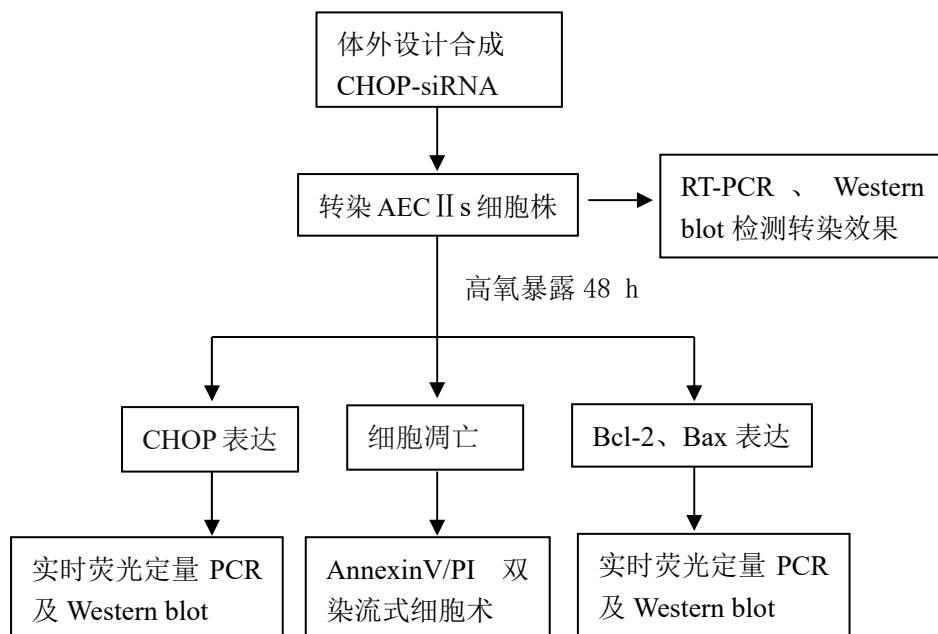 体外设计合成
CHOP-siRNA
转染 AECⅡs 细胞株
RT-PCR 、 Western
blot 检测转染效果
高氧暴露 48 h
CHOP 表达
细胞凋亡
Bcl-2、Bax 表达
实时荧光定量 PCR
及 Western blot
AnnexinV/PI 双
染流式细胞术
实时荧光定量 PCR
及 Western blot